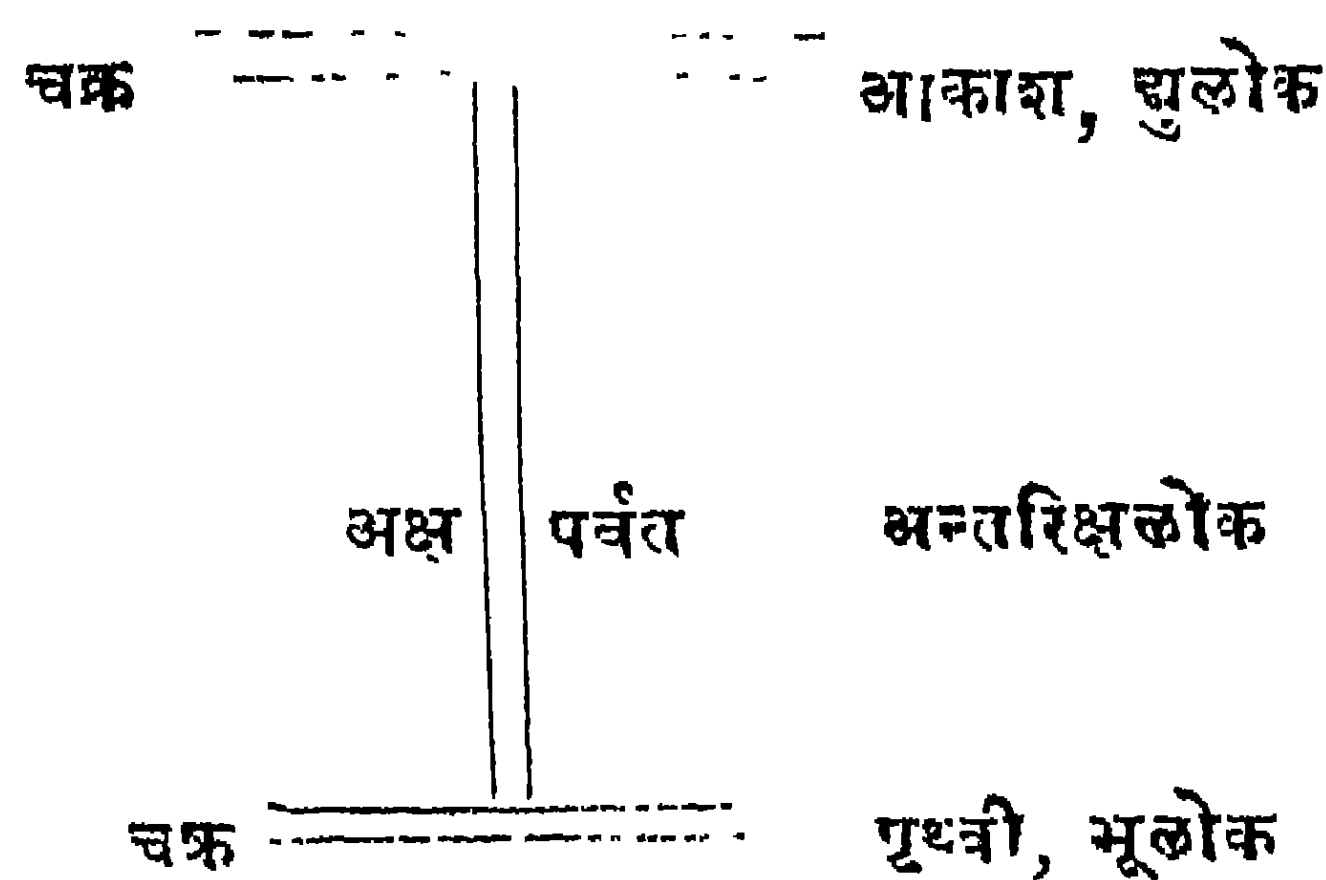 चक्र आकाश, द्युलोक
अक्ष पर्वत अन्तरिक्षलोक
चक्र पृथ्वी, भूलोक